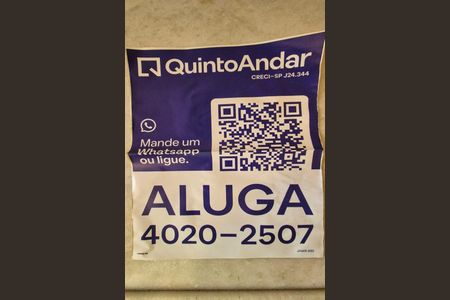 QuintoAndar
CRECI-SP J24.344
Mande um
Whatsapp
ou ligue.
ALUGA
4020-2507